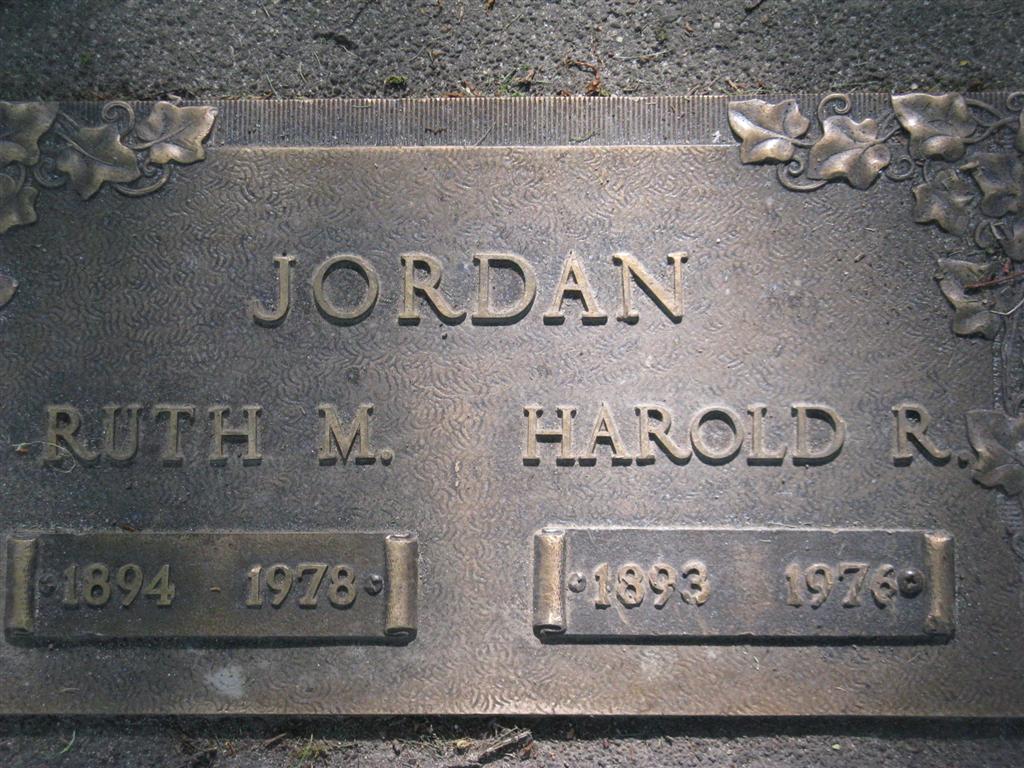 JORDAN
RUTH M. HAROLD R.
1894 - 1978 1893 1976